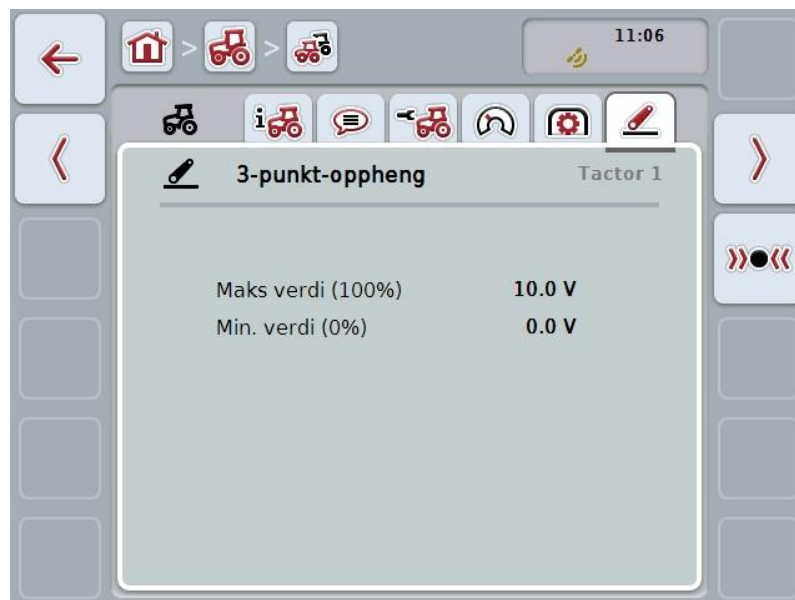 11:06
3-punkt-oppheng Tactor 1
Maks verdi (100%) 10.0 V
Min. verdi (0%) 0.0 V